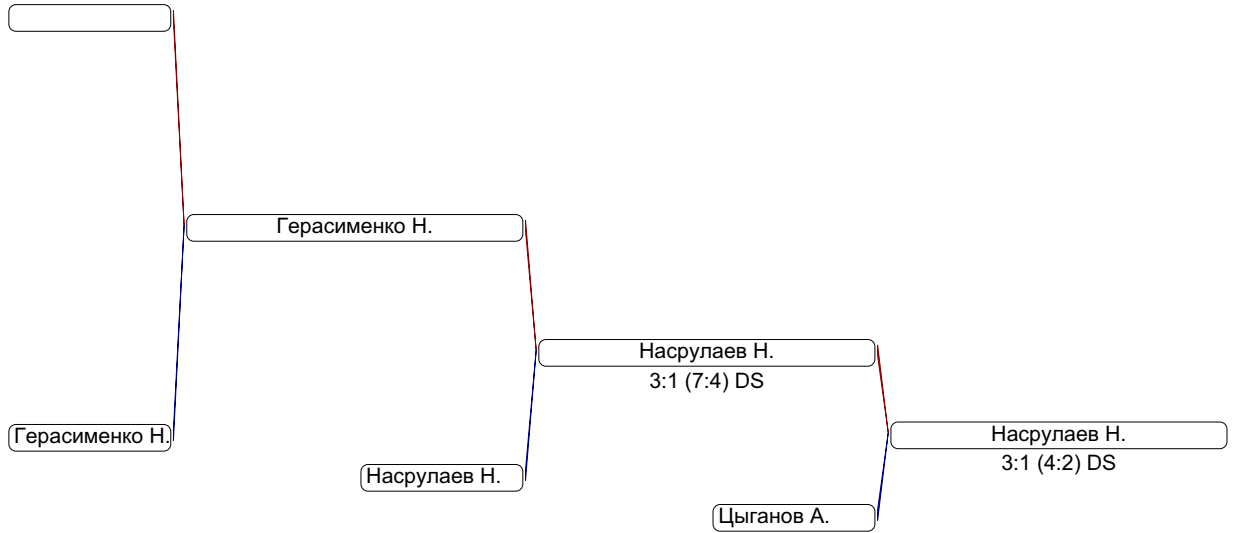 Герасименко Н.
Насрулаев Н.
3:1 (7:4) DS
Насрулаев Н.
3:1 (4:2) DS
Герасименко Н.
Насрулаев Н.
Цыганов А.